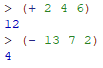 > (+ 2 4 6)
12
> (- 13 7 2)
4